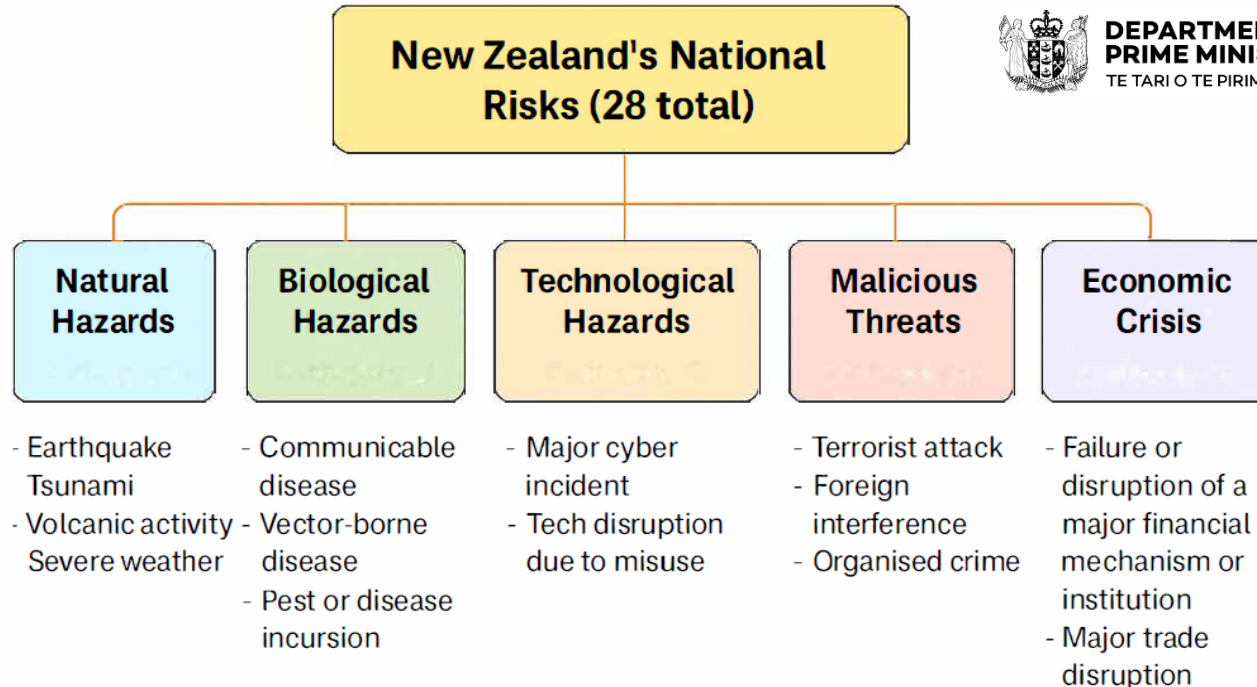 New Zealand's National
Risks (28 total)
DEPARTME
PRIME MINI
TE TARI O TE PIRIM
Natural
Hazards
Biological
Hazards
Technological
Hazards
Malicious
Threats
Economic
Crisis
- Earthquake
Tsunami
- Volcanic activity
Severe weather
- Communicable
disease
- Vector-borne
disease
- Pest or disease
incursion
- Major cyber
incident
- Tech disruption
due to misuse
- Terrorist attack
- Foreign
interference
- Organised crime
- Failure or
disruption of a
major financial
mechanism or
institution
- Major trade
disruption